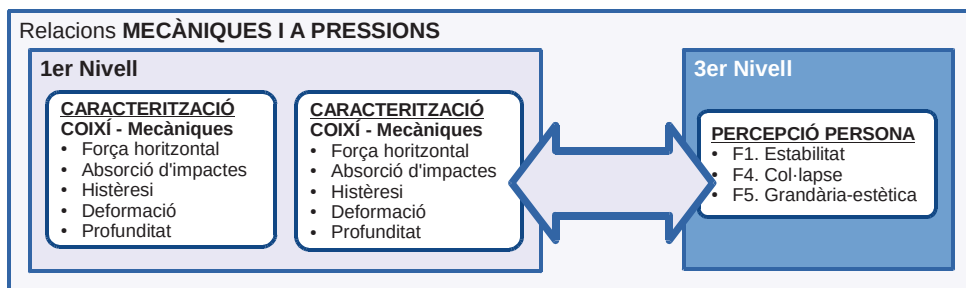 Relacions MECÀNIQUES I A PRESSIONS
1er Nivell
CARACTERITZACIÓ
COIXÍ - Mecàniques
• Força horitzontal
• Absorció d'impactes
• Histèresi
• Deformació
• Profunditat
CARACTERITZACIÓ
COIXÍ - Mecàniques
• Força horitzontal
• Absorció d'impactes
• Histèresi
• Deformació
• Profunditat
3er Nivell
PERCEPCIÓ PERSONA
• F1. Estabilitat
• F4. Col·lapse
• F5. Grandària-estètica